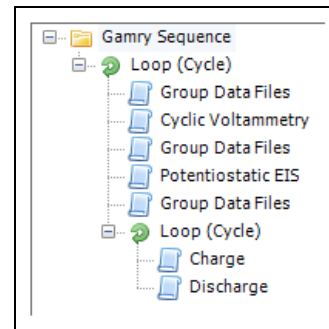 Gamry Sequence
Loop (Cycle)
Group Data Files
Cyclic Voltammetry
Group Data Files
Potentiostatic EIS
Group Data Files
Loop (Cycle)
Charge
Discharge